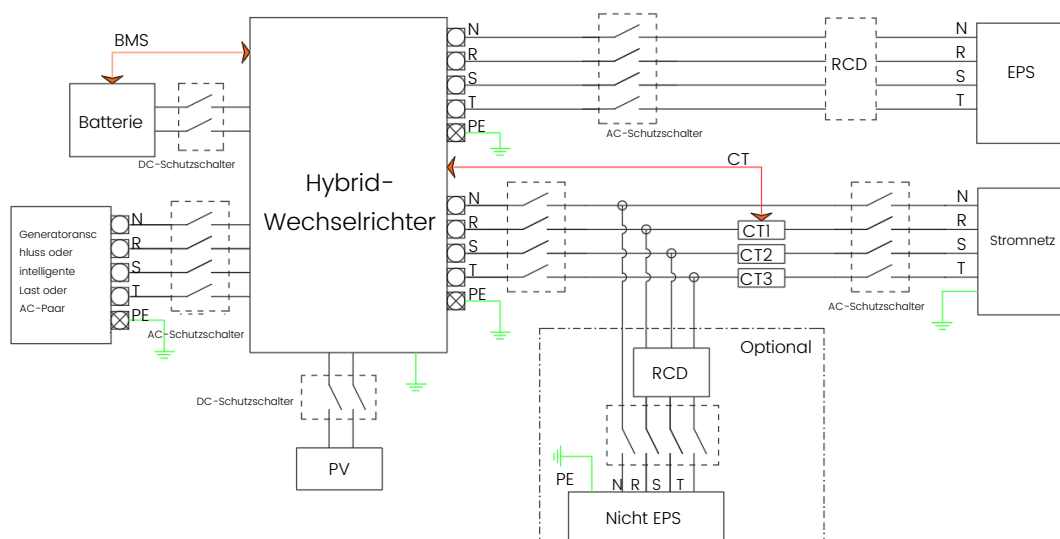 BMS
Batterie
DC-Schutzschalter
Generatoransc
hluss oder
intelligente
Last oder
AC-Paar
N
R
S
T
PE
AC-Schutzschalter
Hybrid-
Wechselrichter
DC-Schutzschalter
PV
N
R
S
T
PE
AC-Schutzschalter
RCD
N
R
S
T
EPS
CT
N
R
S
T
PE
CT1
CT2
CT3
AC-Schutzschalter
N
R
S
T
Stromnetz
Optional
RCD
PE
N R S T
Nicht EPS